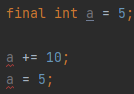 final int a = 5;
a += 10;
a = 5;